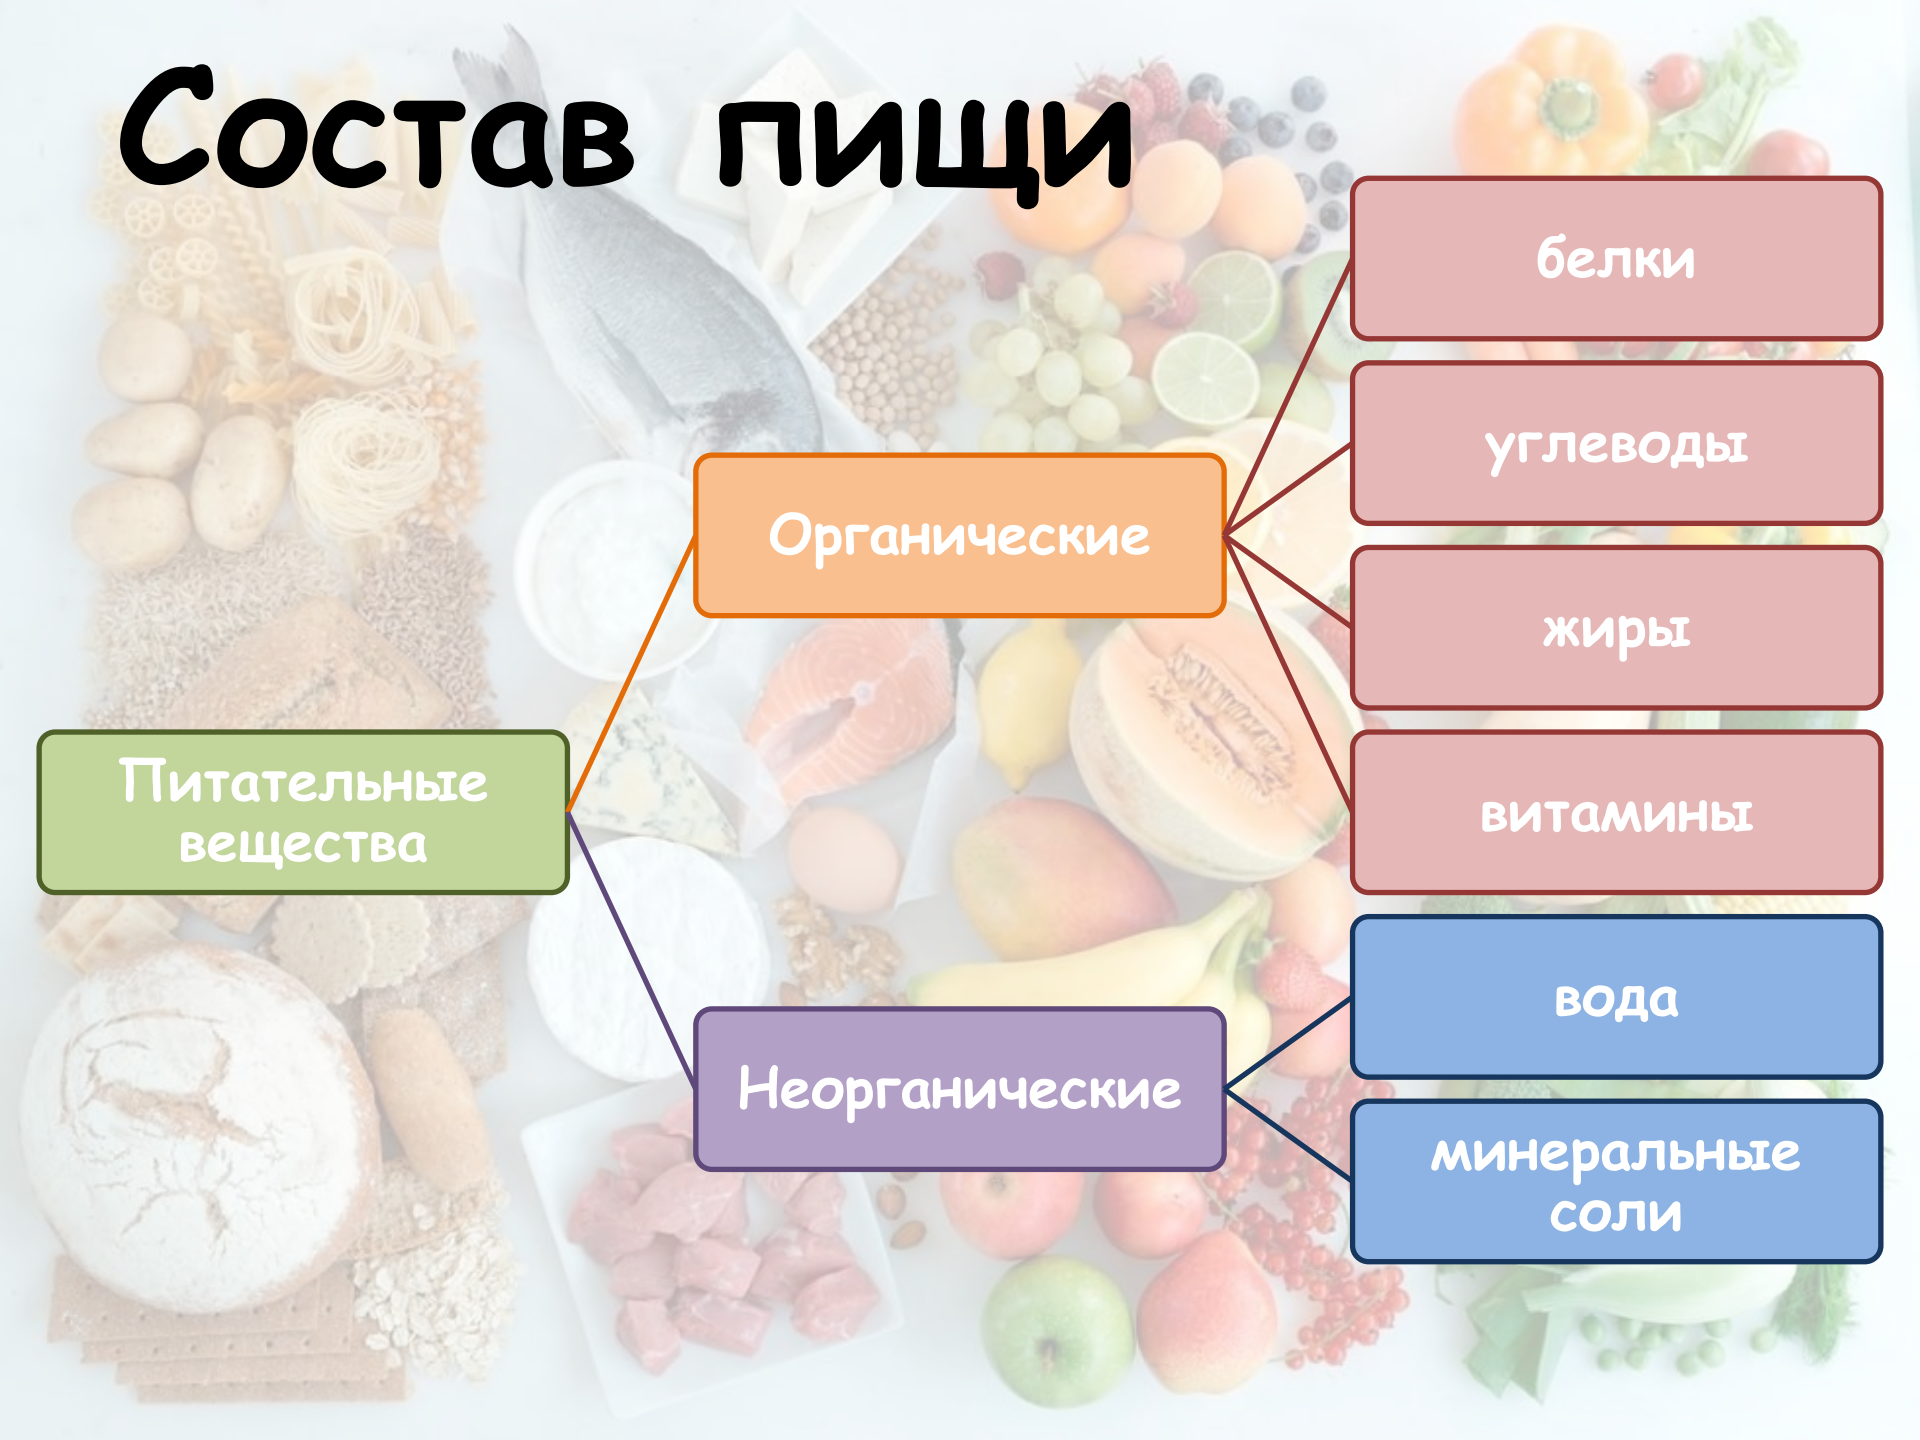 Состав пищи
Питательные
вещества
Органические
белки
углеводы
жиры
витамины
Неорганические
вода
минеральные
соли